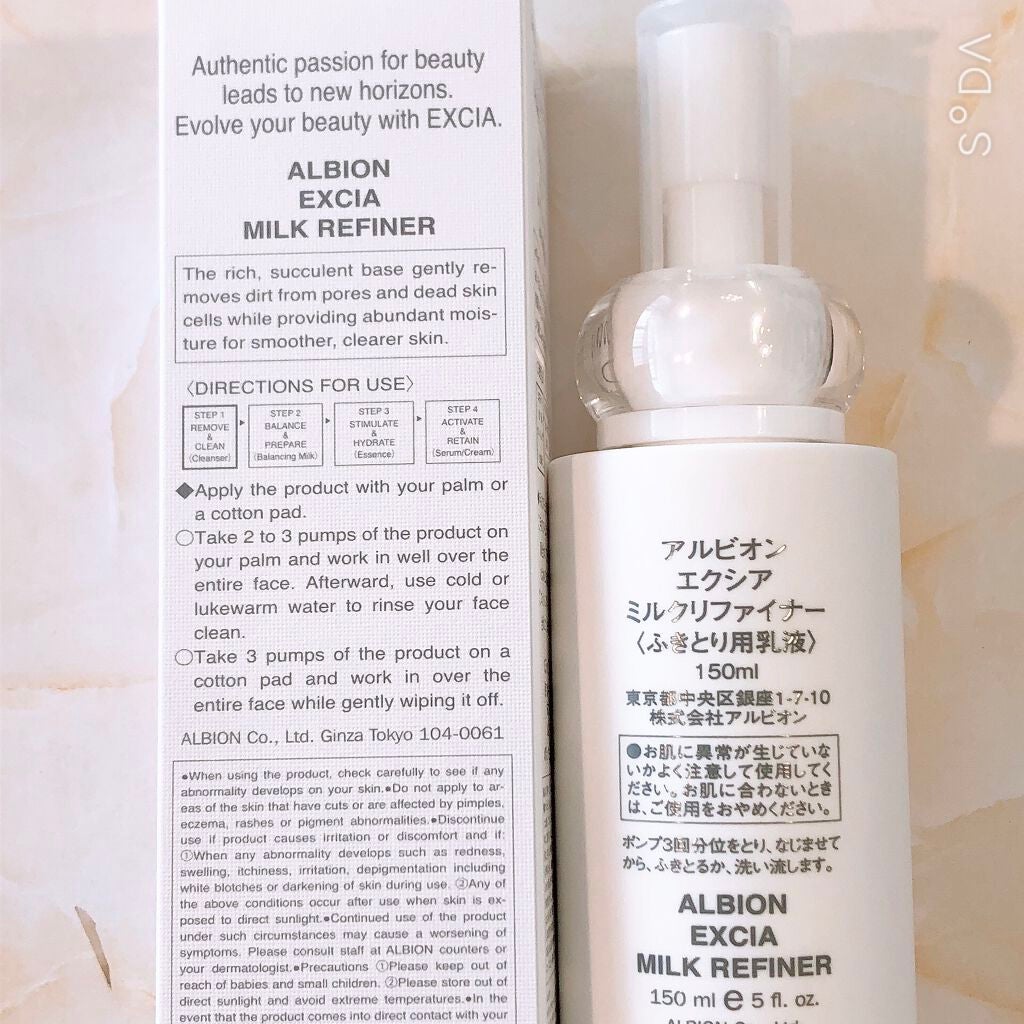 Authentic passion for beauty
leads to new horizons.
Evolve your beauty with EXCIA.
ALBION
EXCIA
MILK REFINER
The rich, succulent base gently re-
moves dirt from pores and dead skin
cells while providing abundant mois-
ture for smoother, clearer skin.
〈DIRECTIONS FOR USE〉
STEP 1
REMOVE
&
CLEAN
(Cleanser)
STEP 2
BALANCE
&
PREPARE
(Balancing Milk)
STEP 3
STIMULATE
&
HYDRATE
(Essence)
STEP 4
ACTIVATE
&
RETAIN
(Serum/Cream)
◆Apply the product with your palm or
a cotton pad.
○Take 2 to 3 pumps of the product on
your palm and work in well over the
entire face. Afterward, use cold or
lukewarm water to rinse your face
clean.
○Take 3 pumps of the product on a
cotton pad and work in over the
entire face while gently wiping it off.
ALBION Co., Ltd. Ginza Tokyo 104-0061
●When using the product, check carefully to see if any
abnormality develops on your skin.●Do not apply to ar-
eas of the skin that have cuts or are affected by pimples,
eczema, rashes or pigment abnormalities.●Discontinue
use if product causes irritation or discomfort and if:
①When any abnormality develops such as redness,
swelling, itchiness, irritation, depigmentation including
white blotches or darkening of skin during use. ②Any of
the above conditions occur after use when skin is ex-
posed to direct sunlight.●Continued use of the product
under such circumstances may cause a worsening of
symptoms. Please consult staff at ALBION counters or
your dermatologist.●Precautions ①Please keep out of
reach of babies and small children. ②Please store out of
direct sunlight and avoid extreme temperatures.●In the
event that the product comes into direct contact with your
アルビオン
エクシア
ミルクリファイナー
〈ふきとり用乳液〉
150ml
東京都中央区銀座1-7-10
株式会社アルビオン
●お肌に異常が生じていな
いかよく注意して使用してく
ださい。お肌に合わないとき
は、ご使用をおやめください。
ポンプ3回分位をとり、なじませて
から、ふきとるか、洗い流します。
ALBION
EXCIA
MILK REFINER
150 ml e 5 fl. oz.
ALBION Co., Ltd.
SODA